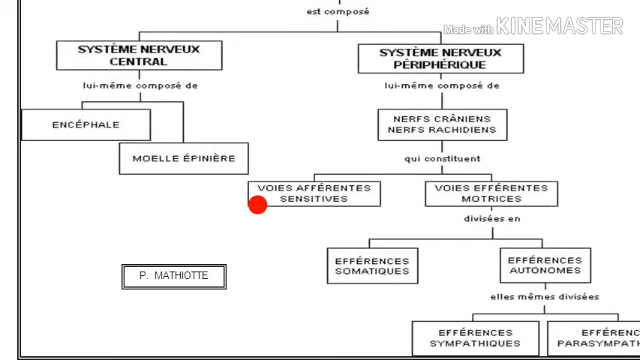 est composé
Made with KINEMASTER
SYSTÈME NERVEUX
CENTRAL
SYSTÈME NERVEUX
PÉRIPHÉRIQUE
lui-même composé de
lui-même composé de
ENCÉPHALE
NERFS CRÂNIENS
NERFS RACHIDIENS
MOELLE ÉPINIÈRE
qui constituent
VOIES AFFÉRENTES
SENSITIVES
VOIES EFFÉRENTES
MOTRICES
divisées en
EFFÉRENCES
SOMATIQUES
EFFÉRENCES
AUTONOMES
P. MATHIOTTE
elles mêmes divisées
EFFÉRENCES
SYMPATHIQUES
EFFÉRENC
PARASYMPAT